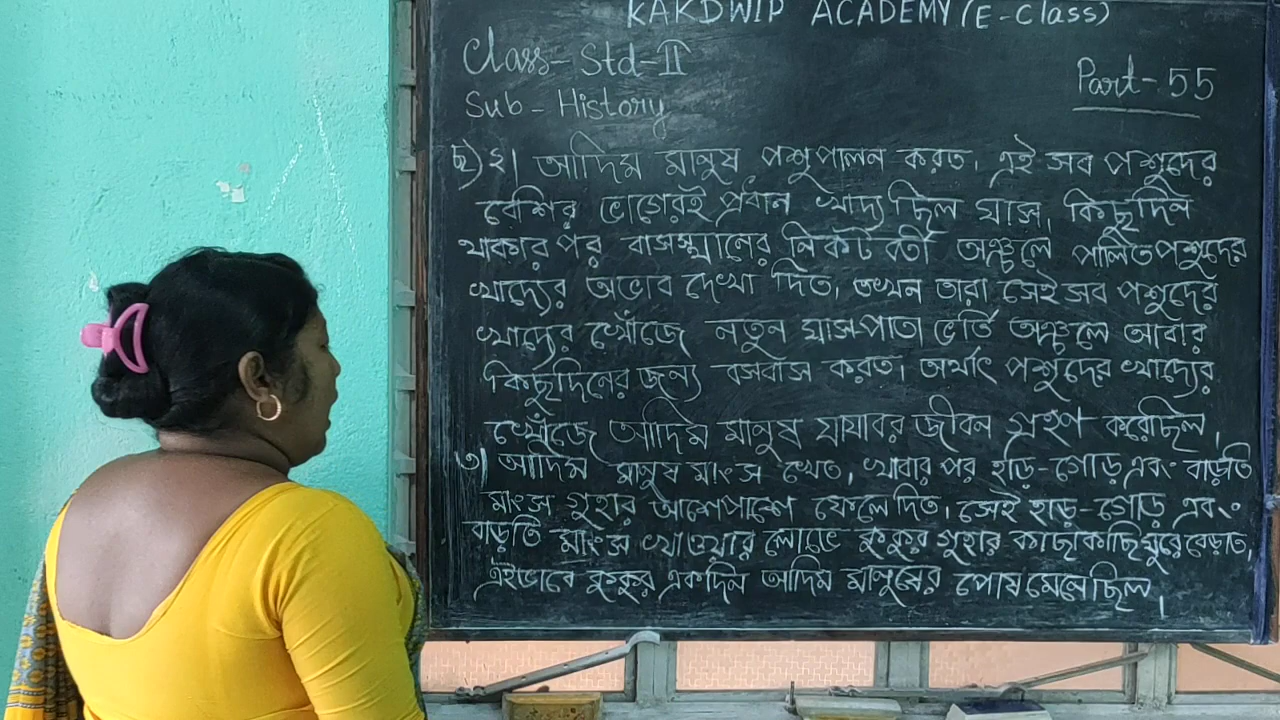 KAKDWIP ACADEMY (E-Class)
Class- Std-II
Part-55
Sub - History
ছ) ২। আদিম মানুষ পশুপালন করত, এই সব পশুদের
বেশির ভাগেরই প্রধান খাদ্য ছিল ঘাস, কিছুদিন
থাকার পর বাসস্থানের নিকটবর্তী অঞ্চলে পালিত পশুদের
খাদ্যের অভাব দেখা দিত, তখন তারা সেই সব পশুদের
খাদ্যের খোঁজে নতুন ঘাসপাতা ভর্তি অঞ্চলে আবার
কিছুদিনের জন্য বসবাস করত। অর্থাৎ পশুদের খাদ্যের
খোঁজে আদিম মানুষ যাযাবর জীবন গ্রহণ করেছিল,
৩। আদিম মানুষ মাংস খেত, খাবার পর হাড়-গোড় এবং বাড়তি
মাংস গুহার আশেপাশে ফেলে দিত, সেই হাড়-গোড় এবং
বাড়তি মাংস খাওয়ার লোভে কুকুর গুহার কাছাকাছি ঘুরে বেড়াত,
এইভাবে কুকুর একদিন আদিম মানুষের পোষ মেনেছিল।